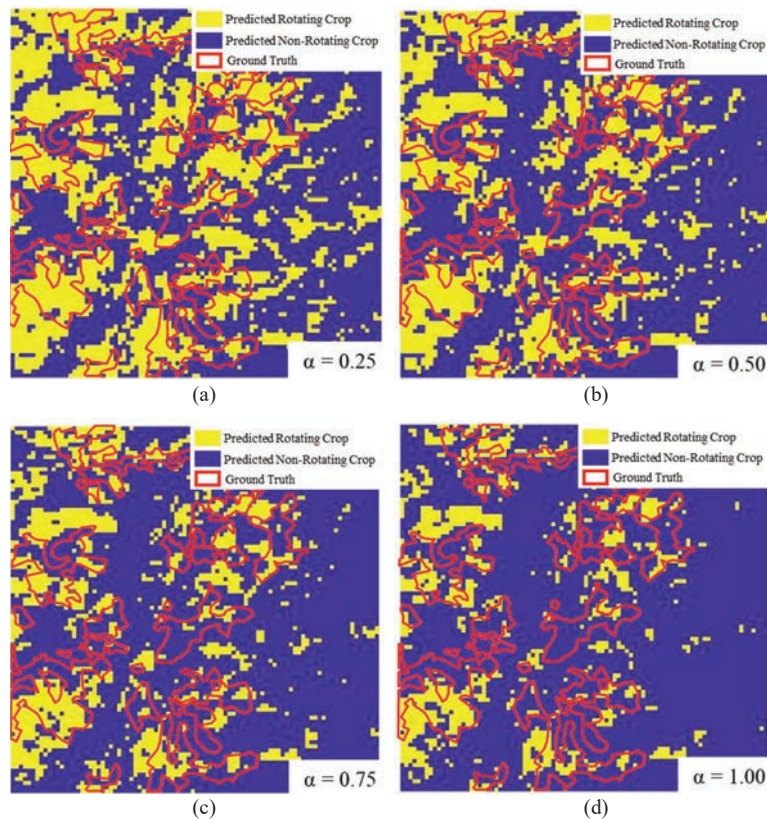 Predicted Rotating Crop
Predicted Non-Rotating Crop
Ground Truth
α = 0.25
(a)
Predicted Rotating Crop
Predicted Non-Rotating Crop
Ground Truth
α = 0.50
(b)
Predicted Rotating Crop
Predicted Non-Rotating Crop
Ground Truth
α = 0.75
(c)
Predicted Rotating Crop
Predicted Non-Rotating Crop
Ground Truth
α = 1.00
(d)